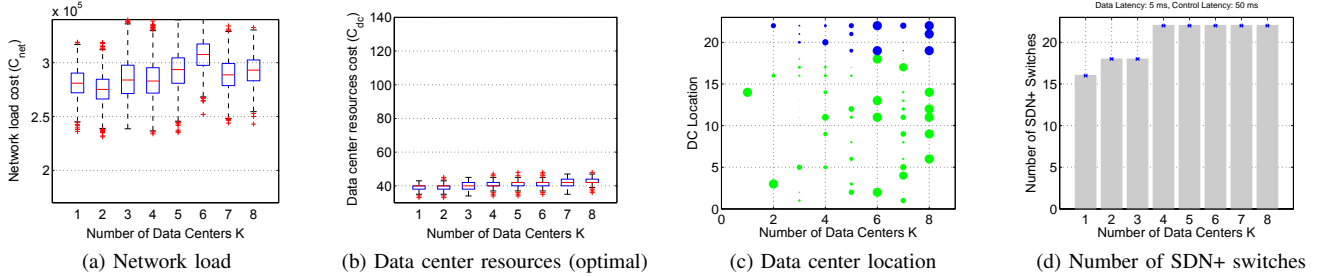 x 10⁵
3
2.5
2
Network load cost (C_net)
1 2 3 4 5 6 7 8
Number of Data Centers K
(a) Network load
140
120
100
80
60
40
Data center resources cost (C_dc)
1 2 3 4 5 6 7 8
Number of Data Centers K
(b) Data center resources (optimal)
20
15
10
5
0
DC Location
0 2 4 6 8
Number of Data Centers K
(c) Data center location
Data Latency: 5 ms, Control Latency: 50 ms
20
15
10
5
0
Number of SDN+ Switches
1 2 3 4 5 6 7 8
Number of Data Centers K
(d) Number of SDN+ switches